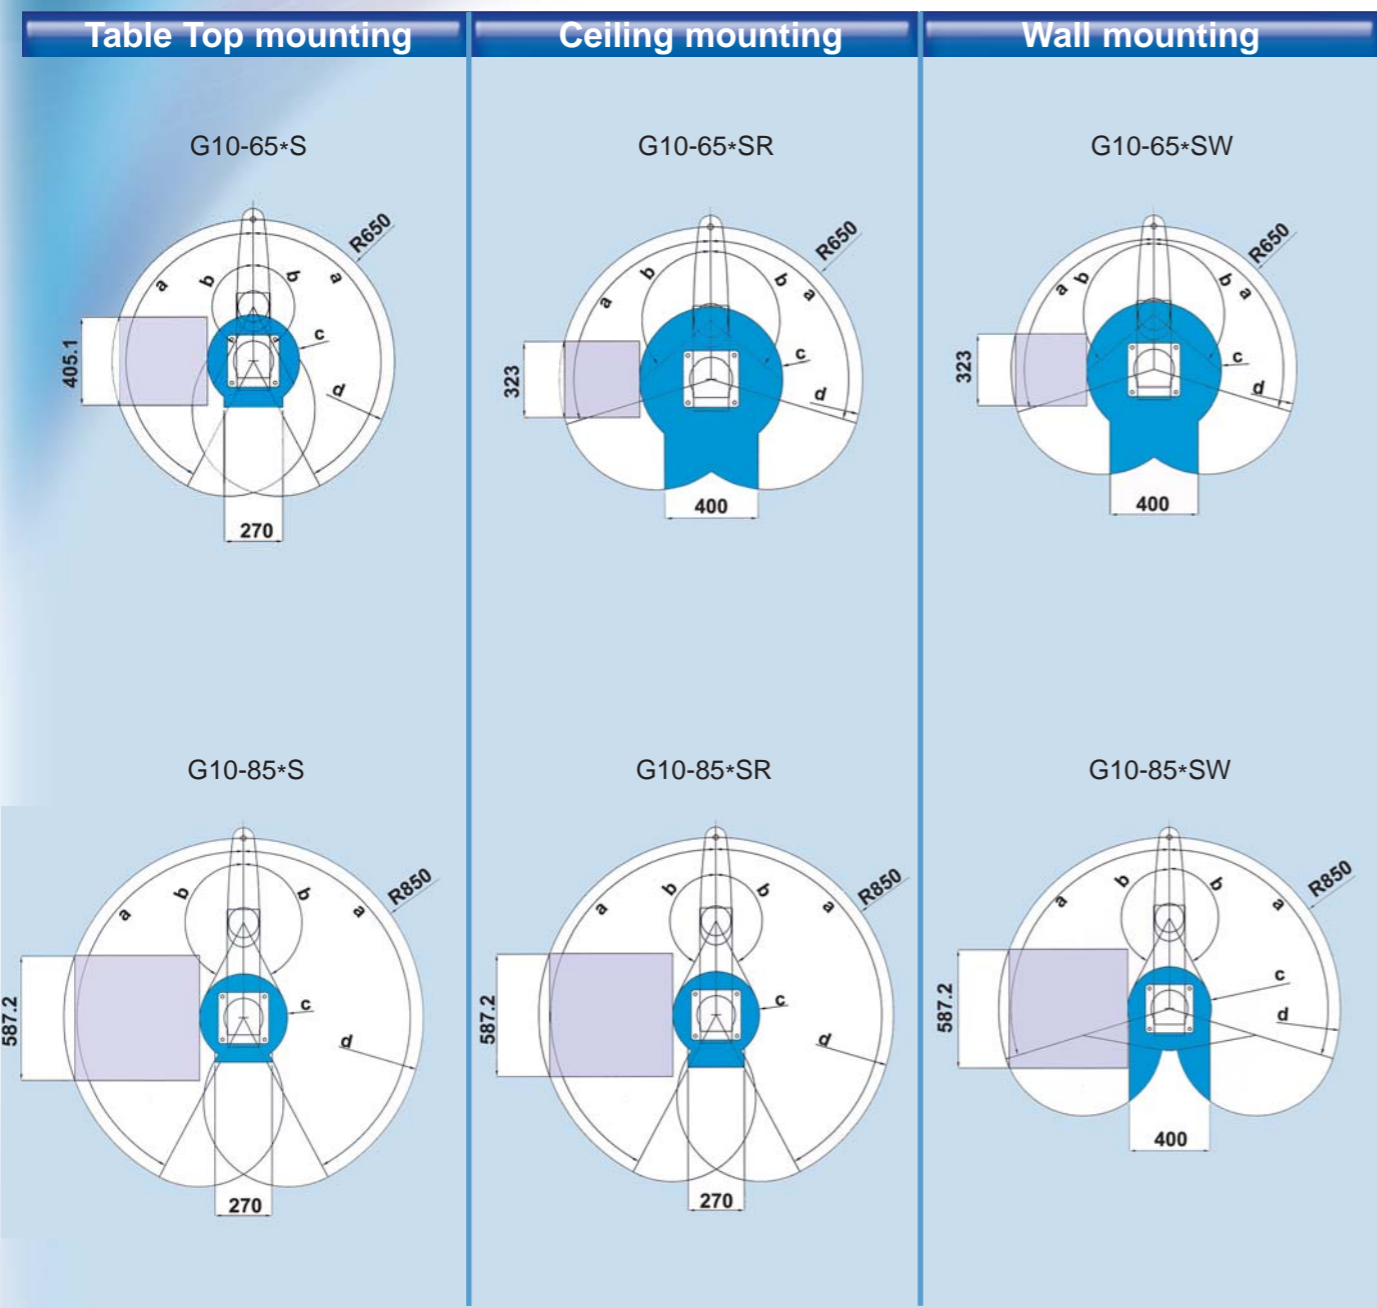 Table Top mounting
Ceiling mounting
Wall mounting
G10-65*S
R650
a
b
b
a
c
d
405.1
270
G10-65*SR
R650
a
b
b
a
c
d
323
400
G10-65*SW
R650
a
b
b
a
c
d
323
400
G10-85*S
R850
a
b
b
a
c
d
587.2
270
G10-85*SR
R850
a
b
b
a
c
d
587.2
270
G10-85*SW
R850
a
b
b
a
c
d
587.2
400